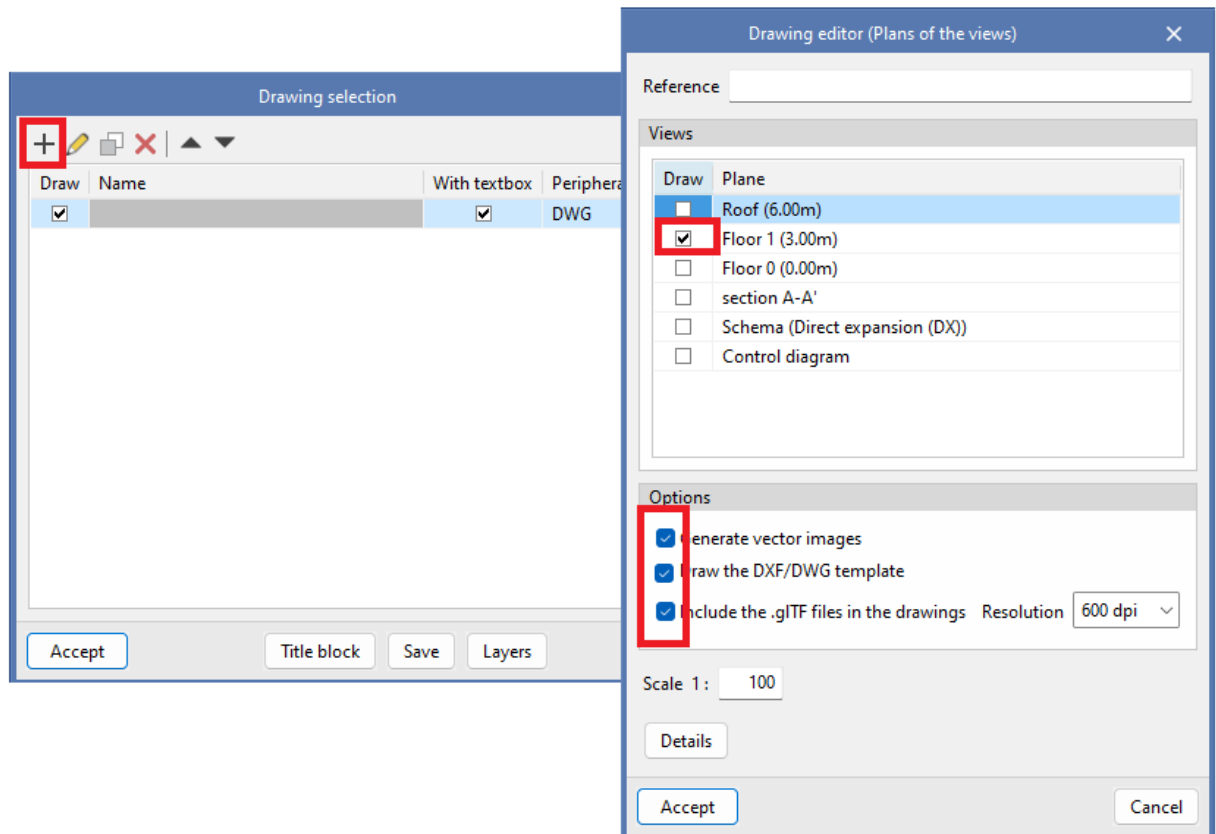 Drawing selection
Draw Name With textbox Periphera
DWG
Accept Title block Save Layers
Drawing editor (Plans of the views)
Reference
Views
Draw Plane
Roof (6.00m)
Floor 1 (3.00m)
Floor 0 (0.00m)
section A-A'
Schema (Direct expansion (DX))
Control diagram
Options
Generate vector images
Draw the DXF/DWG template
Include the .glTF files in the drawings Resolution 600 dpi
Scale 1 : 100
Details
Accept Cancel